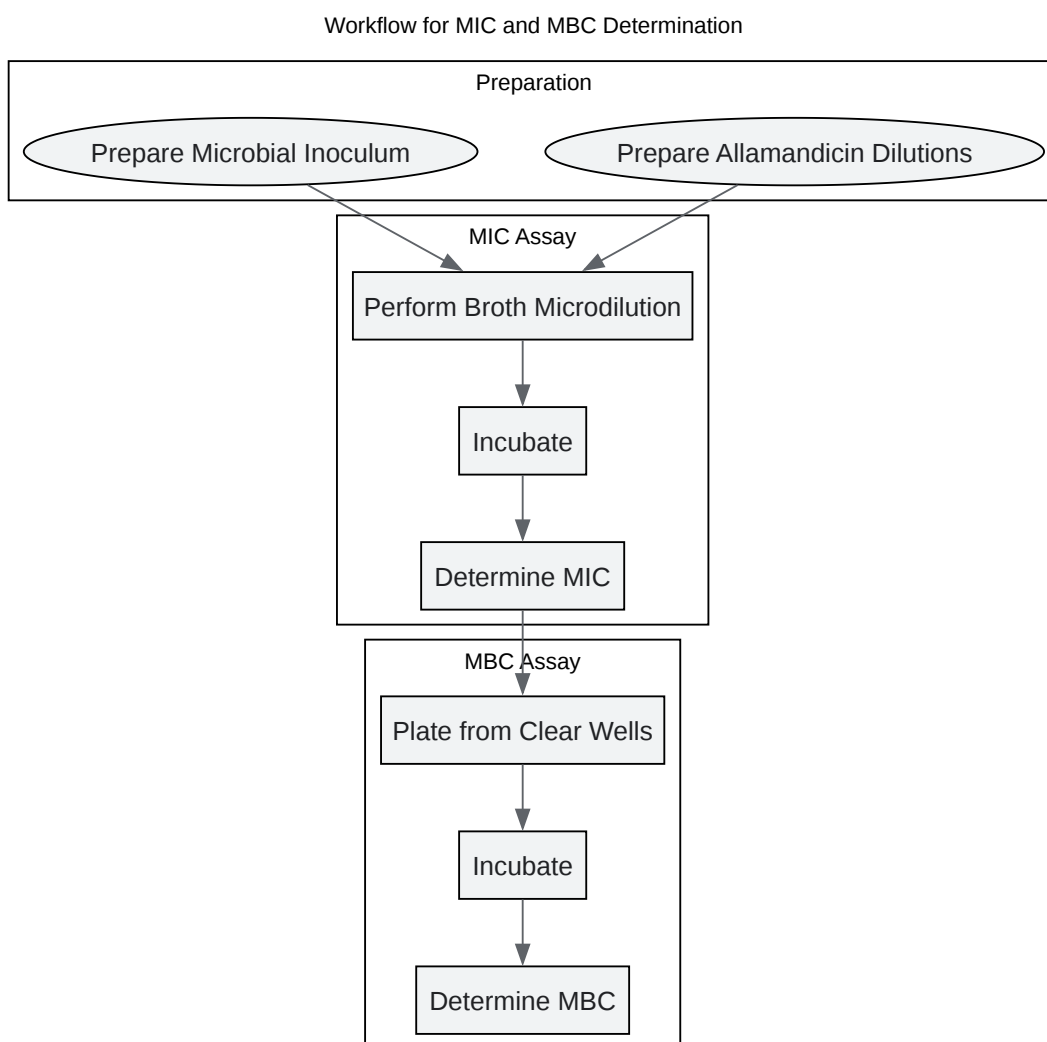 Workflow for MIC and MBC Determination
Preparation
Prepare Microbial Inoculum
Prepare Allamandicin Dilutions
MIC Assay
Perform Broth Microdilution
Incubate
Determine MIC
MBC Assay
Plate from Clear Wells
Incubate
Determine MBC